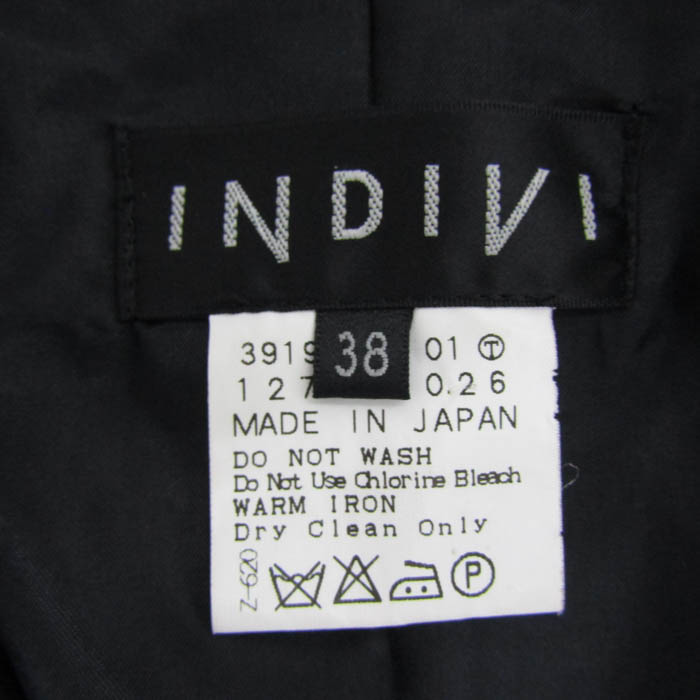 INDIVI
38
3919 01 Ⓣ
127 0.26
MADE IN JAPAN
DO NOT WASH
Do Not Use Chlorine Bleach
WARM IRON
Dry Clean Only
Z-620
P